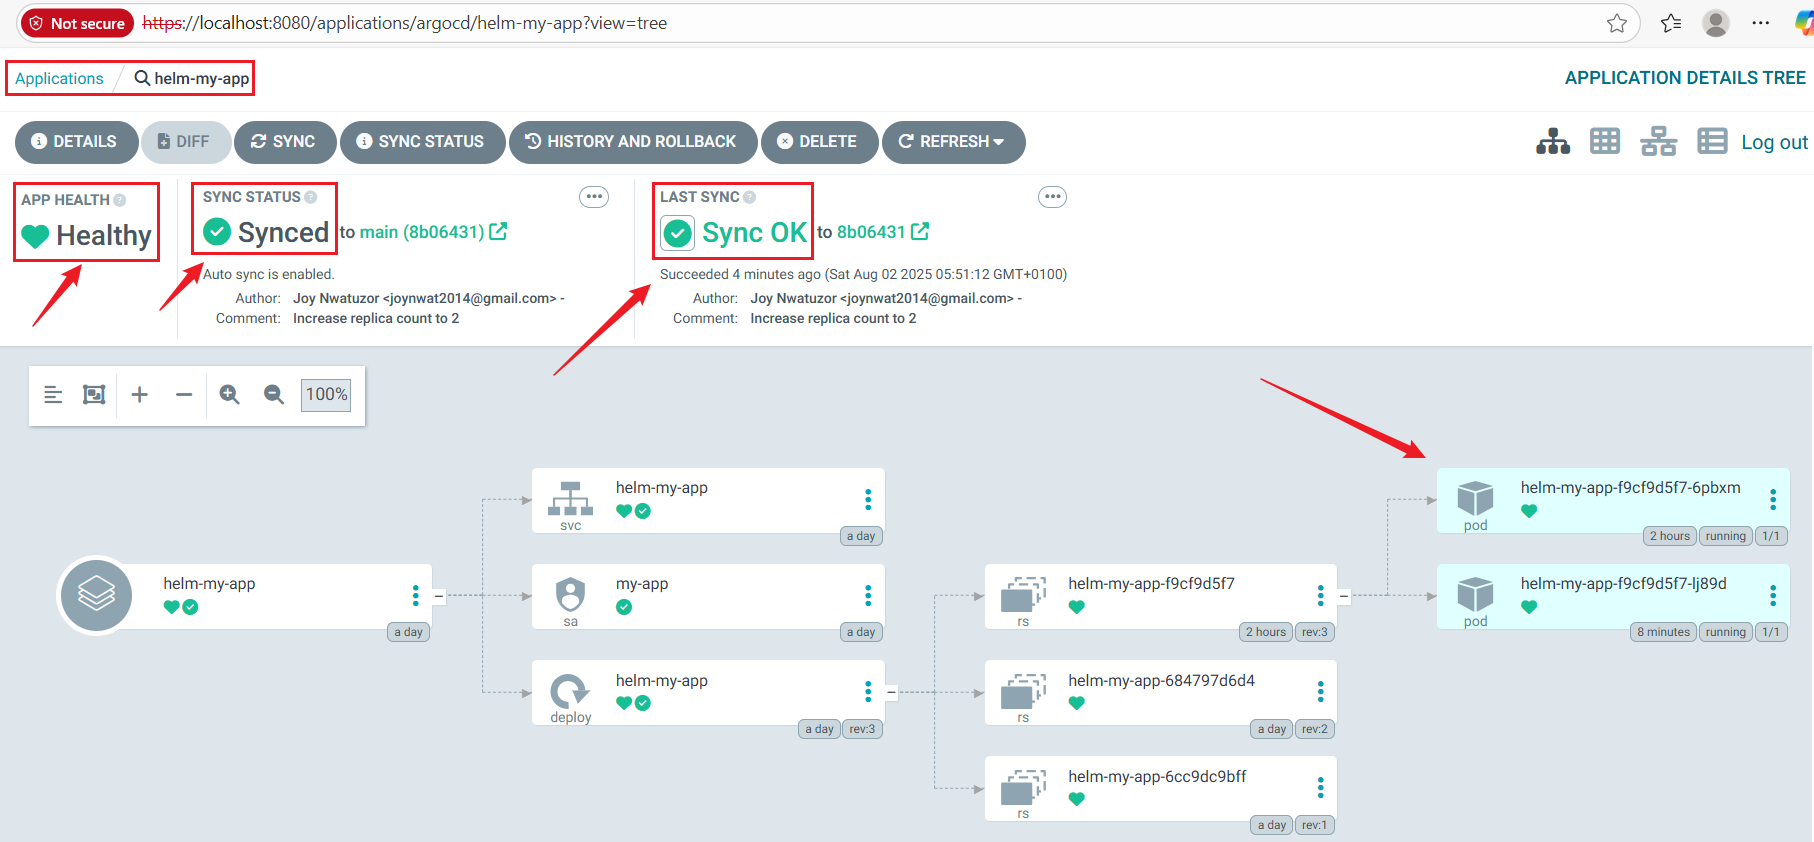 Not secure https://localhost:8080/applications/argocd/helm-my-app?view=tree
Applications helm-my-app APPLICATION DETAILS TREE
DETAILS DIFF SYNC SYNC STATUS HISTORY AND ROLLBACK DELETE REFRESH Log out
APP HEALTH
Healthy
SYNC STATUS
Synced to main (8b06431)
Auto sync is enabled.
Author: Joy Nwatuzor <joynwat2014@gmail.com> -
Comment: Increase replica count to 2
LAST SYNC
Sync OK to 8b06431
Succeeded 4 minutes ago (Sat Aug 02 2025 05:51:12 GMT+0100)
Author: Joy Nwatuzor <joynwat2014@gmail.com> -
Comment: Increase replica count to 2
100%
helm-my-app
a day
helm-my-app
svc
a day
my-app
sa
a day
helm-my-app
deploy
a day rev:3
helm-my-app-f9cf9d5f7
rs
2 hours rev:3
helm-my-app-684797d6d4
rs
a day rev:2
helm-my-app-6cc9dc9bff
rs
a day rev:1
helm-my-app-f9cf9d5f7-6pbxm
pod
2 hours running 1/1
helm-my-app-f9cf9d5f7-lj89d
pod
8 minutes running 1/1